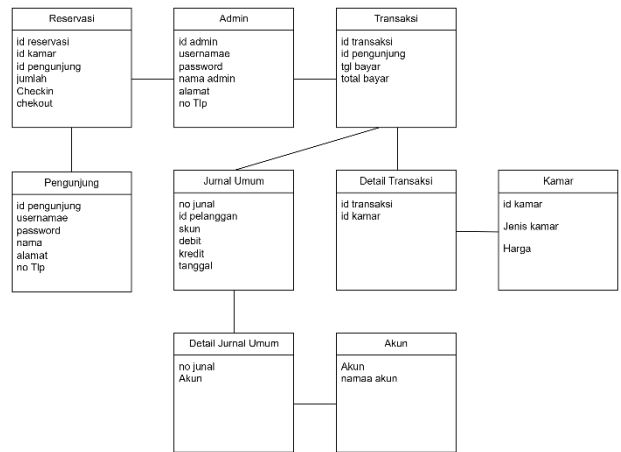 Reservasi
id reservasi
id kamar
id pengunjung
jumlah
Checkin
chekout
Admin
id admin
usernamae
password
nama admin
alamat
no Tlp
Transaksi
id transaksi
id pengunjung
tgl bayar
total bayar
Pengunjung
id pengunjung
usernamae
password
nama
alamat
no Tlp
Jurnal Umum
no junal
id pelanggan
skun
debit
kredit
tanggal
Detail Transaksi
id transaksi
id kamar
Kamar
id kamar
Jenis kamar
Harga
Detail Jurnal Umum
no junal
Akun
Akun
Akun
namaa akun